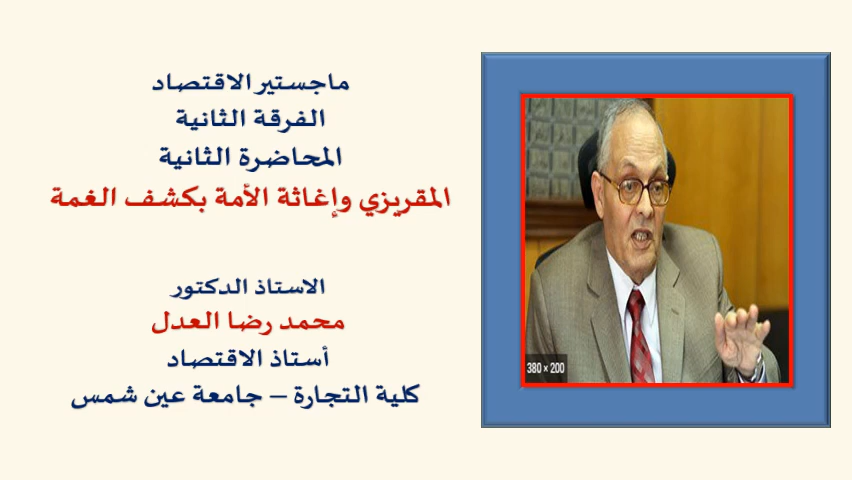 ماجستير الاقتصاد
الفرقة الثانية
المحاضرة الثانية
المقريزي وإغاثة الأمة بكشف الغمة
الاستاذ الدكتور
محمد رضا العدل
أستاذ الاقتصاد
كلية التجارة – جامعة عين شمس
380 × 200